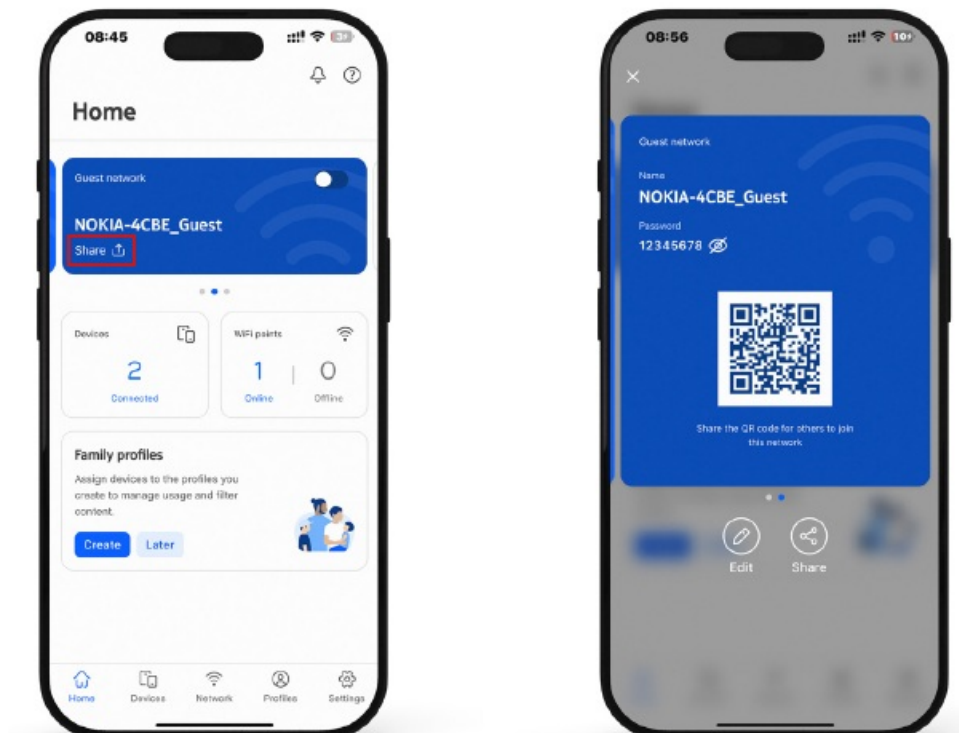 08:45
Home
Guest network
NOKIA-4CBE_Guest
Share
Devices
2
Connected
WiFi points
1 | 0
Online Offline
Family profiles
Assign devices to the profiles you
create to manage usage and filter
content.
Create Later
Home Devices Network Profiles Settings
08:56
10+
Guest network
Name
NOKIA-4CBE_Guest
Password
12345678
Share the QR code for others to join
this network
Edit Share